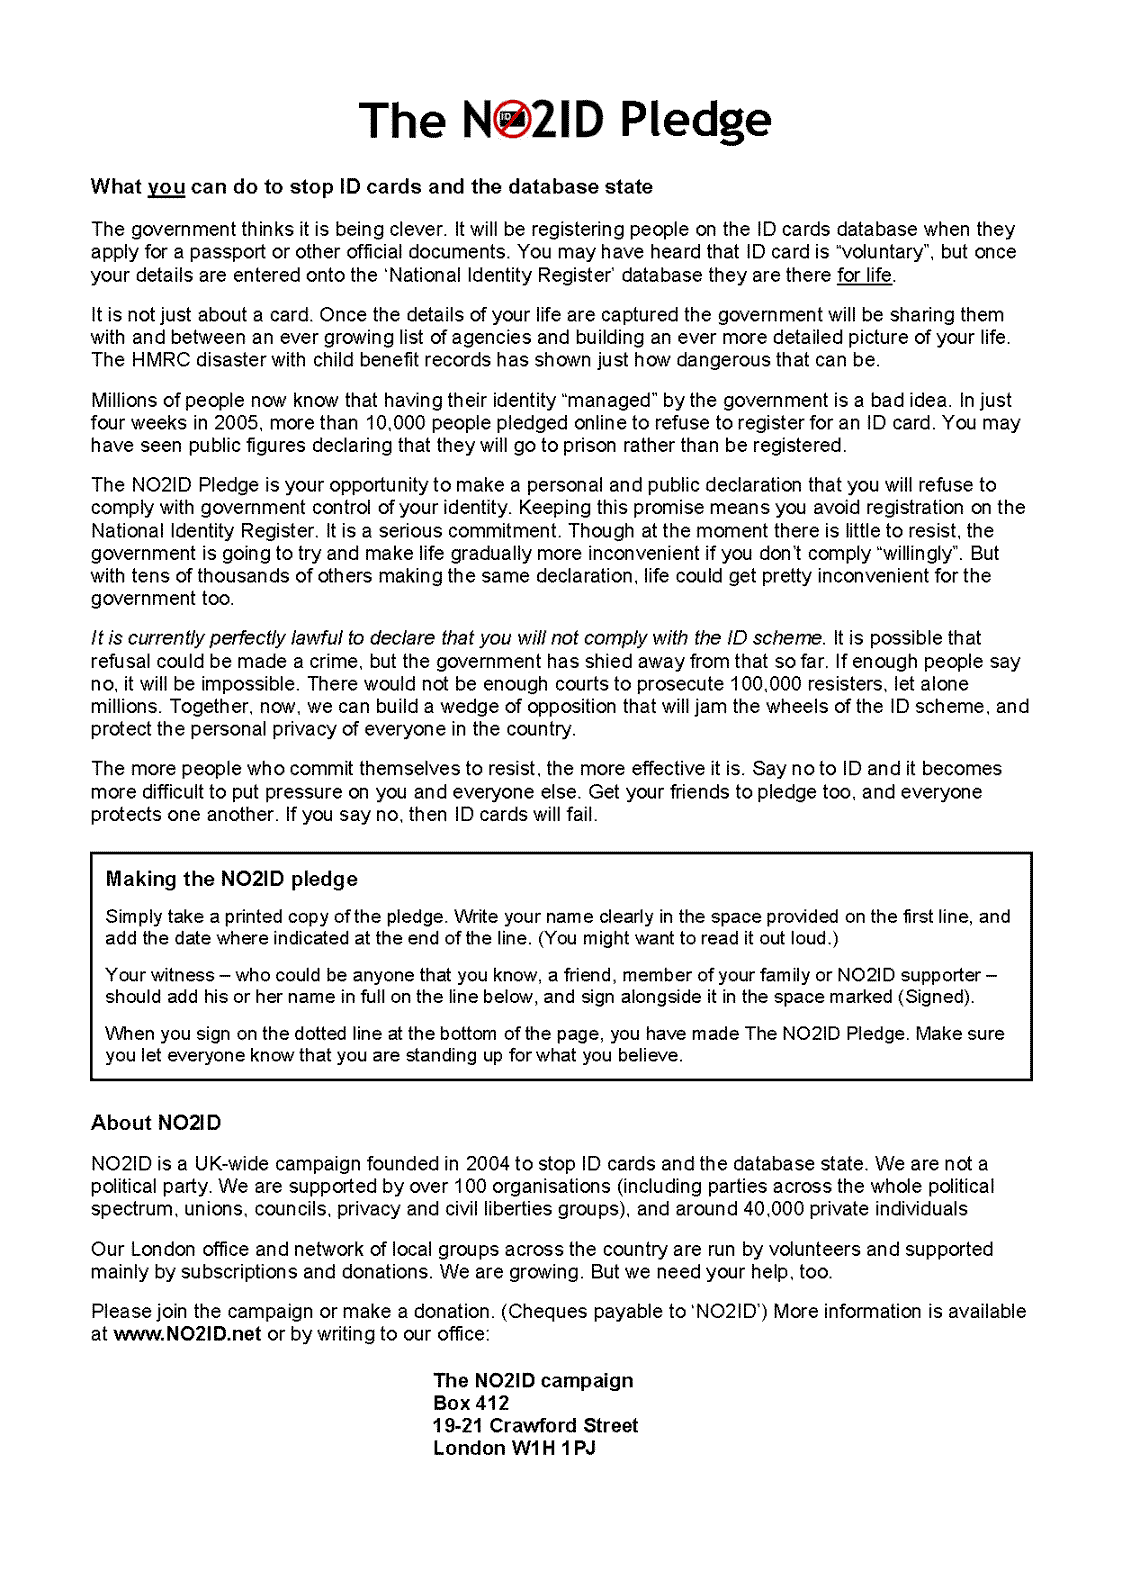 The NO2ID Pledge
What you can do to stop ID cards and the database state
The government thinks it is being clever. It will be registering people on the ID cards database when they
apply for a passport or other official documents. You may have heard that ID card is “voluntary”, but once
your details are entered onto the ‘National Identity Register’ database they are there for life.
It is not just about a card. Once the details of your life are captured the government will be sharing them
with and between an ever growing list of agencies and building an ever more detailed picture of your life.
The HMRC disaster with child benefit records has shown just how dangerous that can be.
Millions of people now know that having their identity “managed” by the government is a bad idea. In just
four weeks in 2005, more than 10,000 people pledged online to refuse to register for an ID card. You may
have seen public figures declaring that they will go to prison rather than be registered.
The NO2ID Pledge is your opportunity to make a personal and public declaration that you will refuse to
comply with government control of your identity. Keeping this promise means you avoid registration on the
National Identity Register. It is a serious commitment. Though at the moment there is little to resist, the
government is going to try and make life gradually more inconvenient if you don’t comply “willingly”. But
with tens of thousands of others making the same declaration, life could get pretty inconvenient for the
government too.
It is currently perfectly lawful to declare that you will not comply with the ID scheme. It is possible that
refusal could be made a crime, but the government has shied away from that so far. If enough people say
no, it will be impossible. There would not be enough courts to prosecute 100,000 resisters, let alone
millions. Together, now, we can build a wedge of opposition that will jam the wheels of the ID scheme, and
protect the personal privacy of everyone in the country.
The more people who commit themselves to resist, the more effective it is. Say no to ID and it becomes
more difficult to put pressure on you and everyone else. Get your friends to pledge too, and everyone
protects one another. If you say no, then ID cards will fail.
Making the NO2ID pledge
Simply take a printed copy of the pledge. Write your name clearly in the space provided on the first line, and
add the date where indicated at the end of the line. (You might want to read it out loud.)
Your witness – who could be anyone that you know, a friend, member of your family or NO2ID supporter –
should add his or her name in full on the line below, and sign alongside it in the space marked (Signed).
When you sign on the dotted line at the bottom of the page, you have made The NO2ID Pledge. Make sure
you let everyone know that you are standing up for what you believe.
About NO2ID
NO2ID is a UK-wide campaign founded in 2004 to stop ID cards and the database state. We are not a
political party. We are supported by over 100 organisations (including parties across the whole political
spectrum, unions, councils, privacy and civil liberties groups), and around 40,000 private individuals
Our London office and network of local groups across the country are run by volunteers and supported
mainly by subscriptions and donations. We are growing. But we need your help, too.
Please join the campaign or make a donation. (Cheques payable to ‘NO2ID’) More information is available
at www.NO2ID.net or by writing to our office:
The NO2ID campaign
Box 412
19-21 Crawford Street
London W1H 1PJ